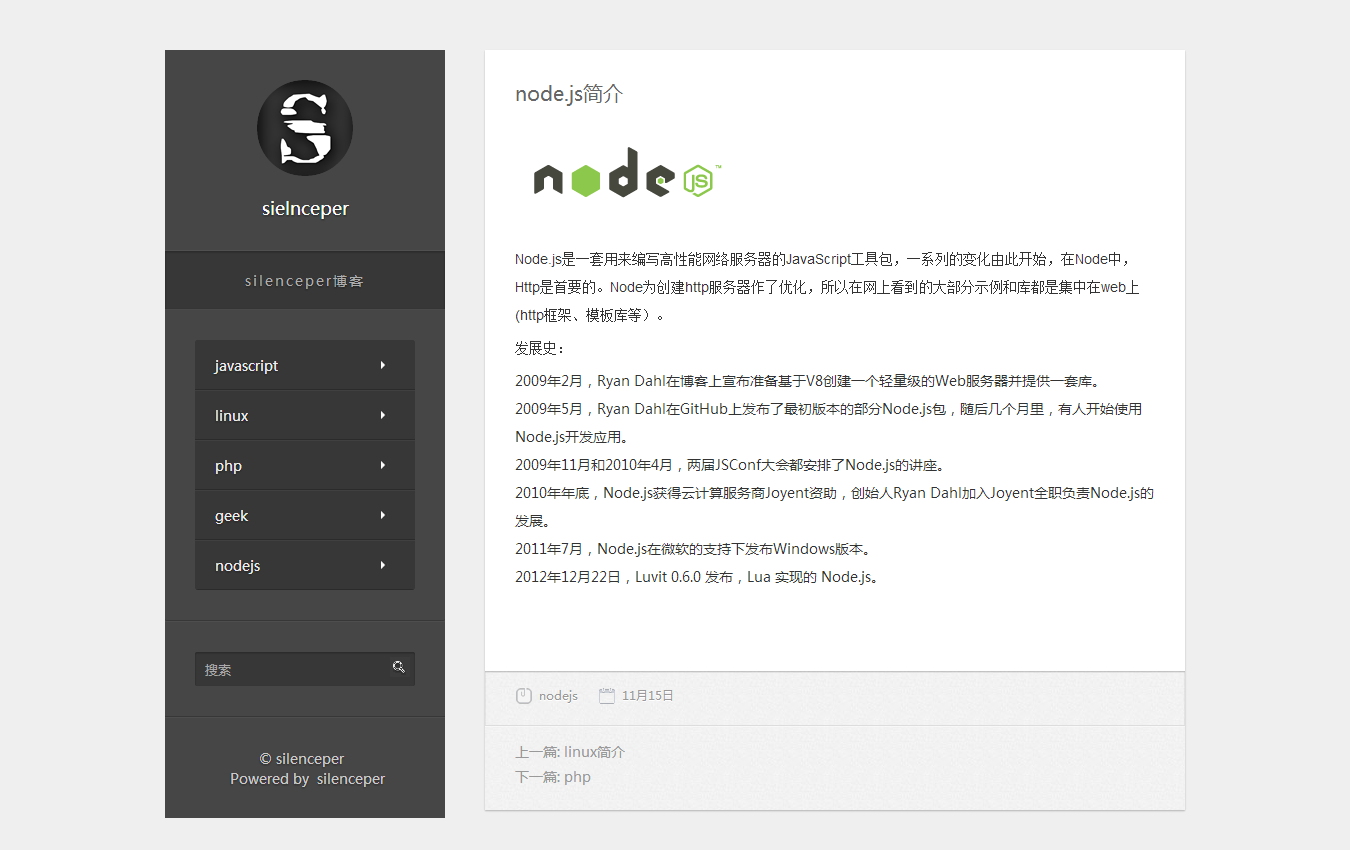 S
sielnceper
silenceper博客
javascript
linux
php
geek
nodejs
搜索
© silenceper
Powered by silenceper
node.js简介
node JS ™
Node.js是一套用来编写高性能网络服务器的JavaScript工具包，一系列的变化由此开始，在Node中，
Http是首要的。Node为创建http服务器作了优化，所以在网上看到的大部分示例和库都是集中在web上
(http框架、模板库等）。
发展史：
2009年2月，Ryan Dahl在博客上宣布准备基于V8创建一个轻量级的Web服务器并提供一套库。
2009年5月，Ryan Dahl在GitHub上发布了最初版本的部分Node.js包，随后几个月里，有人开始使用
Node.js开发应用。
2009年11月和2010年4月，两届JSConf大会都安排了Node.js的讲座。
2010年年底，Node.js获得云计算服务商Joyent资助，创始人Ryan Dahl加入Joyent全职负责Node.js的
发展。
2011年7月，Node.js在微软的支持下发布Windows版本。
2012年12月22日，Luvit 0.6.0 发布，Lua 实现的 Node.js。
nodejs 11月15日
上一篇: linux简介
下一篇: php